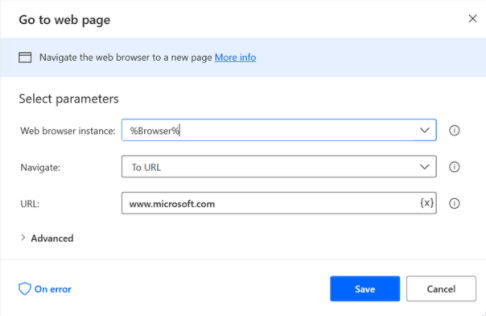 Go to web page
Navigate the web browser to a new page More info
Select parameters
Web browser instance: %Browser%
Navigate: To URL
URL: www.microsoft.com {x}
Advanced
On error Save Cancel